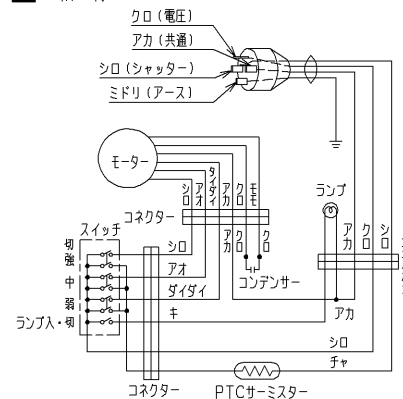 クロ（電圧）
アカ（共通）
シロ（シャッター）
ミドリ（アース）
モーター
シロ
アオ
ダイダイ
アカ
クロ
モモ
コネクター
アカ
クロ
クロ
コンデンサー
ランプ
アカ
クロ
シロ
スイッチ
切
強
中
弱
ランプ入・切
シロ
アオ
ダイダイ
キ
アカ
シロ
チャ
コネクター
PTCサーミスター